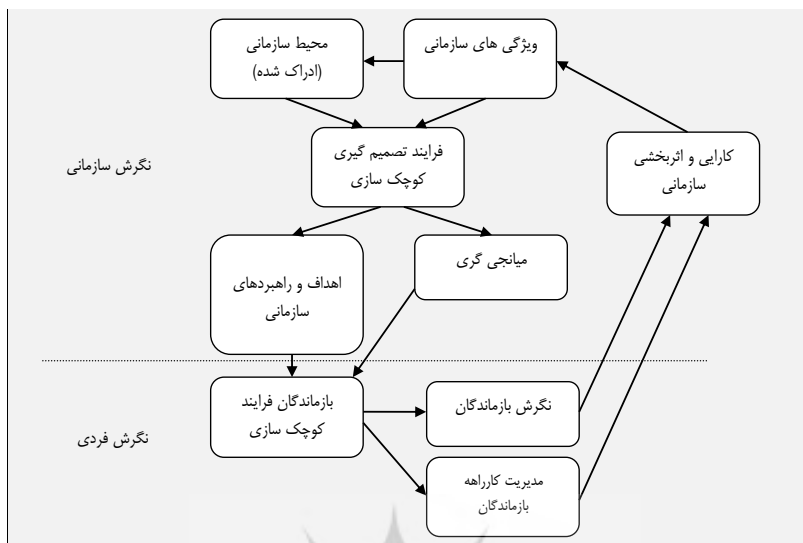 ویژگی های سازمانی
محیط سازمانی
(ادراک شده)
فرایند تصمیم گیری
کوچک سازی
کارایی و اثربخشی
سازمانی
نگرش سازمانی
میانجی گری
اهداف و راهبردهای
سازمانی
بازماندگان فرایند
کوچک سازی
نگرش بازماندگان
نگرش فردی
مدیریت کارراهه
بازماندگان